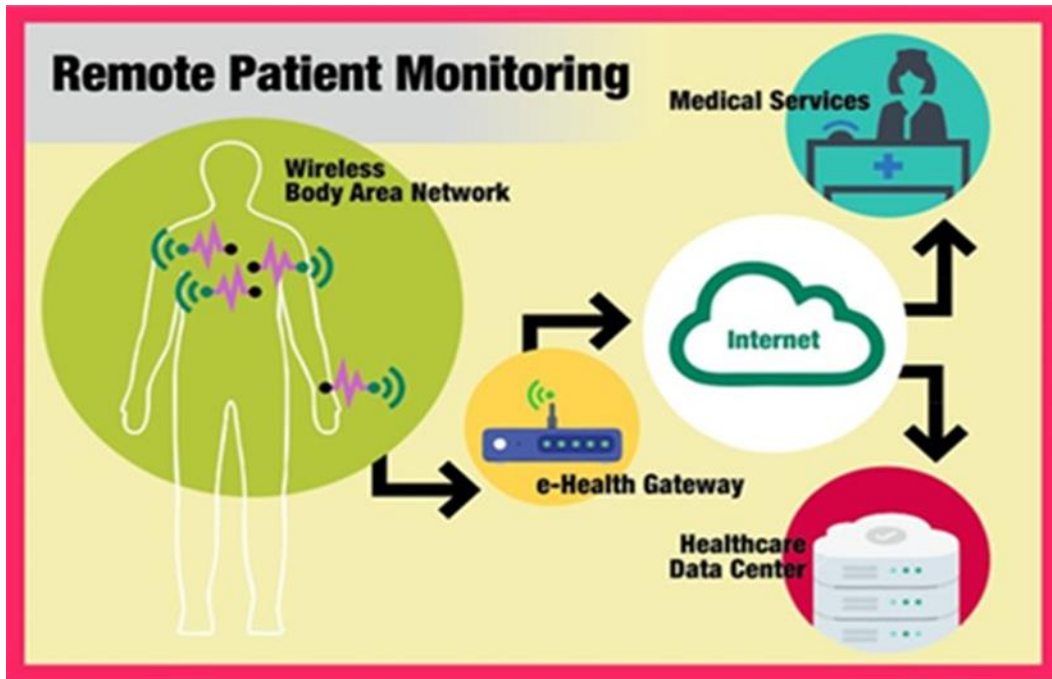 Remote Patient Monitoring
Medical Services
Wireless
Body Area Network
Internet
e-Health Gateway
Healthcare
Data Center